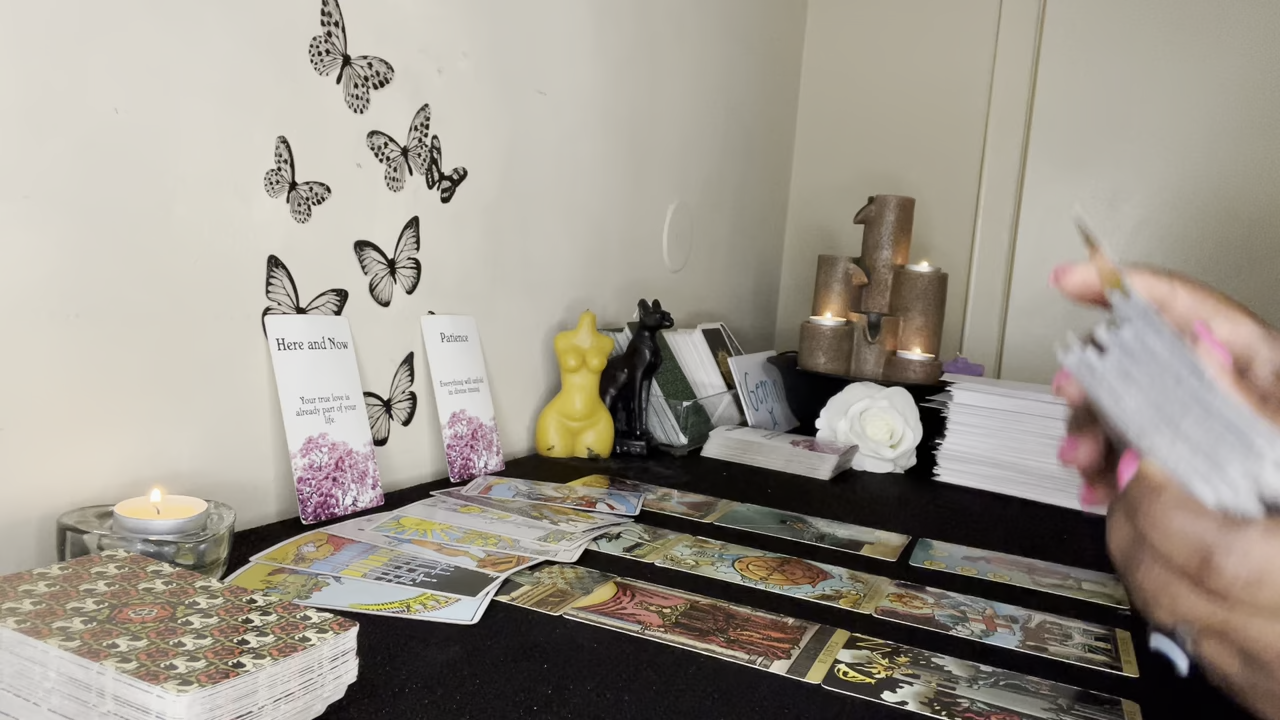 Here and Now
Your true love is
already part of your
life.
Patience
Everything will unfold
in divine timing.
Gemini